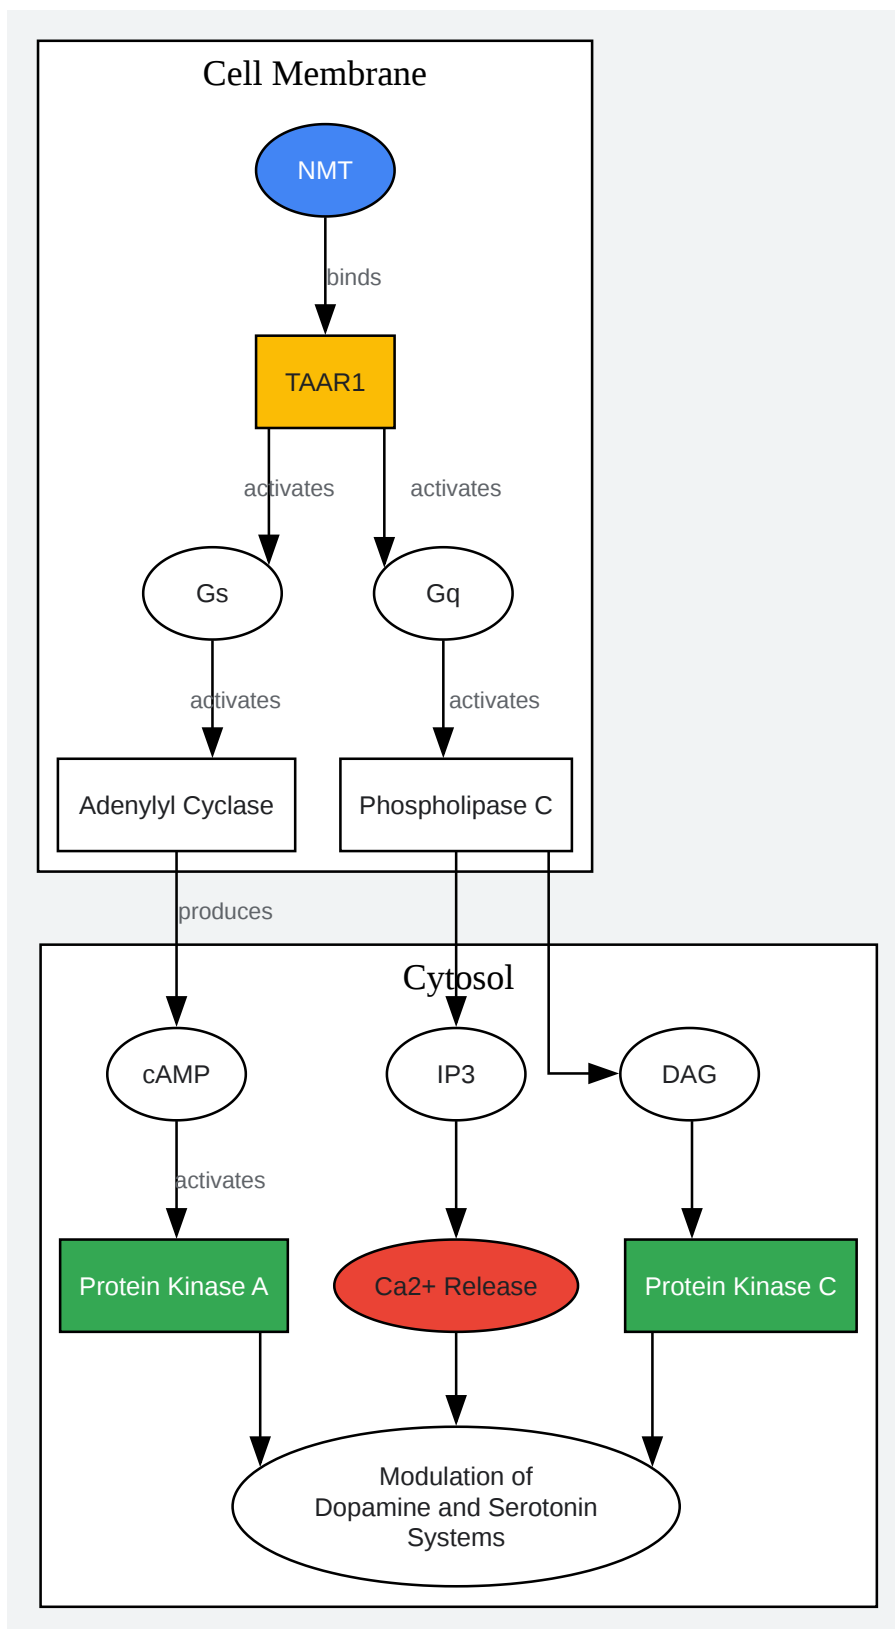 Cell Membrane
NMT
binds
TAAR1
activates
activates
Gs
Gq
activates
activates
Adenylyl Cyclase
Phospholipase C
produces
Cytosol
cAMP
IP3
DAG
activates
Protein Kinase A
Ca2+ Release
Protein Kinase C
Modulation of
Dopamine and Serotonin
Systems